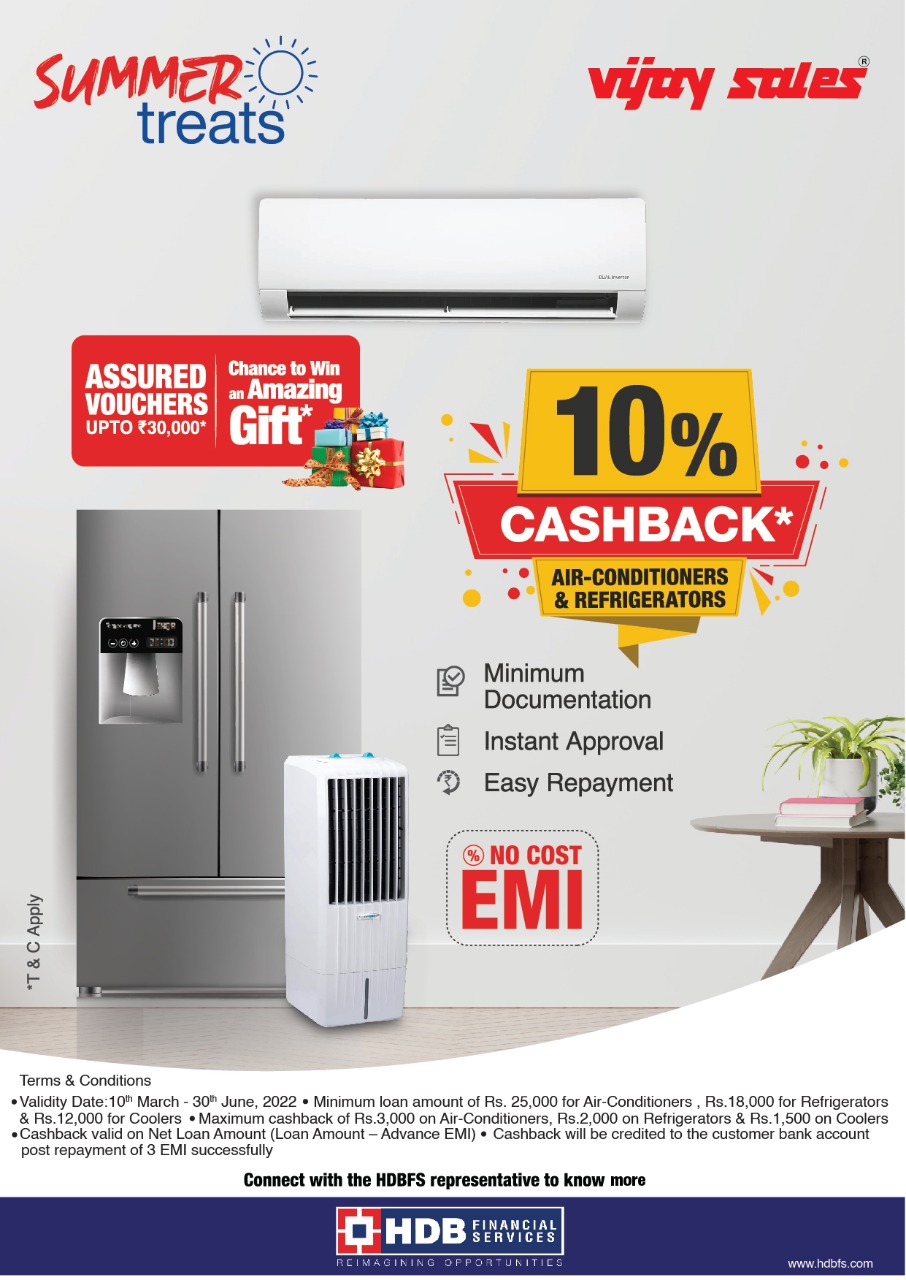 SUMMER
treats
vijay sales®
DUAL Inverter
ASSURED
VOUCHERS
UPTO ₹30,000*
Chance to Win
an Amazing
Gift*
10%
CASHBACK*
AIR-CONDITIONERS
& REFRIGERATORS
Minimum
Documentation
Instant Approval
Easy Repayment
% NO COST
EMI
*T & C Apply
Terms & Conditions
• Validity Date:10th March - 30th June, 2022 • Minimum loan amount of Rs. 25,000 for Air-Conditioners , Rs.18,000 for Refrigerators
& Rs.12,000 for Coolers • Maximum cashback of Rs.3,000 on Air-Conditioners, Rs.2,000 on Refrigerators & Rs.1,500 on Coolers
• Cashback valid on Net Loan Amount (Loan Amount – Advance EMI) • Cashback will be credited to the customer bank account
post repayment of 3 EMI successfully
Connect with the HDBFS representative to know more
HDB FINANCIAL
SERVICES
REIMAGINING OPPORTUNITIES
www.hdbfs.com